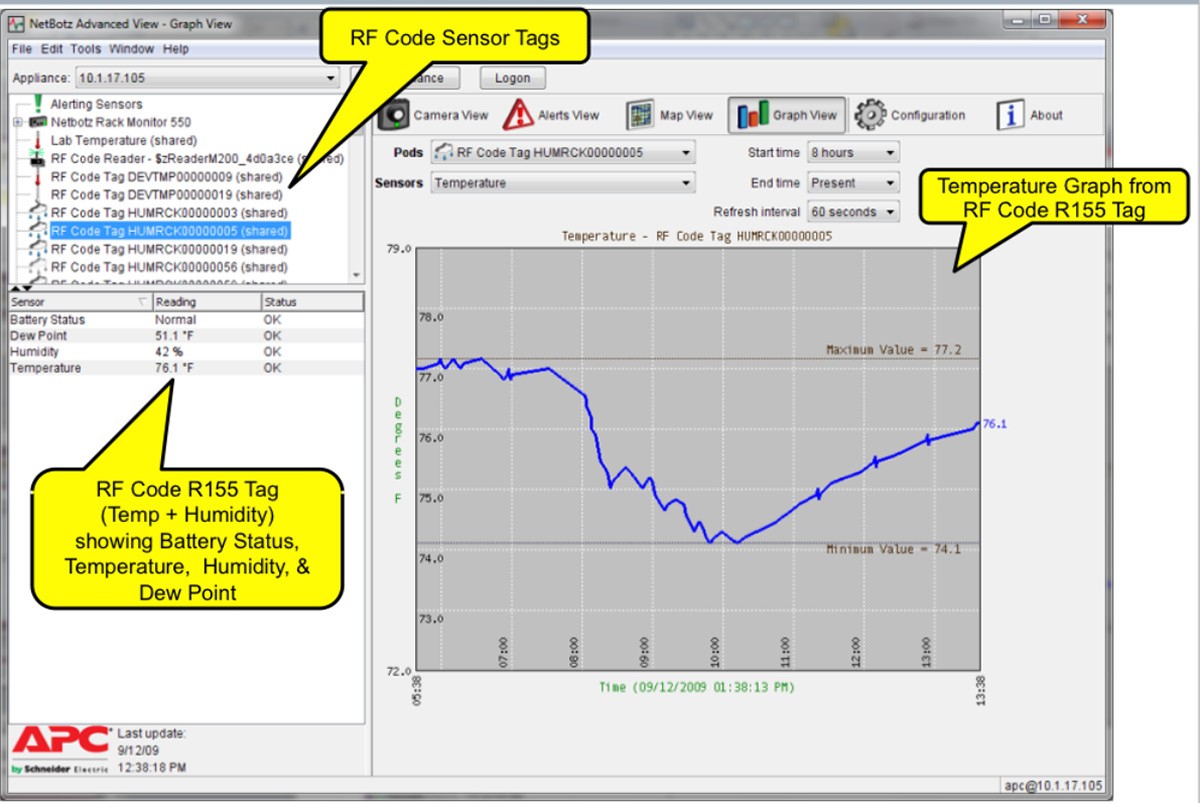 NetBotz Advanced View - Graph View
RF Code Sensor Tags
File Edit Tools Window Help
Appliance: 10.1.17.105
Logon
Alerting Sensors
Netbotz Rack Monitor 550
Lab Temperature (shared)
RF Code Reader - $zReaderM200_4d0a3ce
RF Code Tag DEVTMP00000009 (shared)
RF Code Tag DEVTMP00000019 (shared)
RF Code Tag HUMRCK00000003 (shared)
RF Code Tag HUMRCK00000005 (shared)
RF Code Tag HUMRCK00000019 (shared)
RF Code Tag HUMRCK00000056 (shared)
Camera View Alerts View Map View Graph View Configuration About
Pods RF Code Tag HUMRCK00000005 Start time 8 hours
Sensors Temperature End time Present
Refresh interval 60 seconds
Temperature Graph from
RF Code R155 Tag
Sensor Reading Status
Battery Status Normal OK
Dew Point 51.1 °F OK
Humidity 42 % OK
Temperature 76.1 °F OK
RF Code R155 Tag
(Temp + Humidity)
showing Battery Status,
Temperature, Humidity, &
Dew Point
Temperature - RF Code Tag HUMRCK00000005
79.0
78.0
Maximum Value = 77.2
77.0
Degrees F
76.0
76.1
75.0
Minimum Value = 74.1
74.0
73.0
72.0
05:38 07:00 08:00 09:00 10:00 11:00 12:00 13:00 13:38
Time (09/12/2009 01:38:13 PM)
APC
by Schneider Electric
Last update:
9/12/09
12:38:18 PM
apc@10.1.17.105